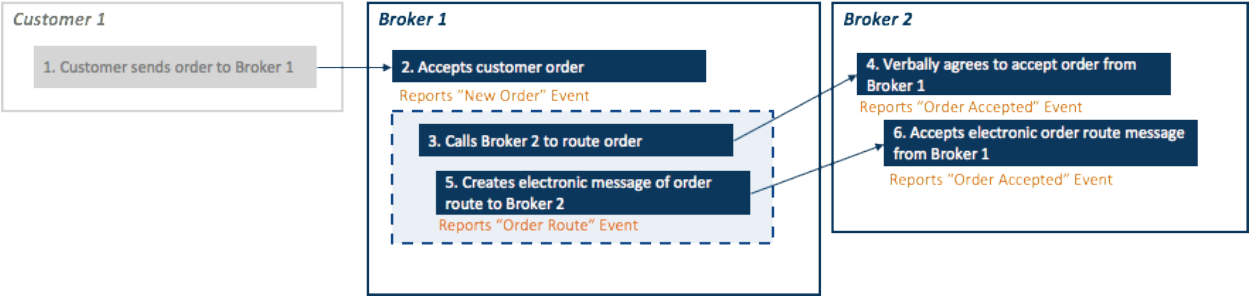 Customer 1
1. Customer sends order to Broker 1
Broker 1
2. Accepts customer order
Reports "New Order" Event
3. Calls Broker 2 to route order
5. Creates electronic message of order
route to Broker 2
Reports "Order Route" Event
Broker 2
4. Verbally agrees to accept order from
Broker 1
Reports "Order Accepted" Event
6. Accepts electronic order route message
from Broker 1
Reports "Order Accepted" Event